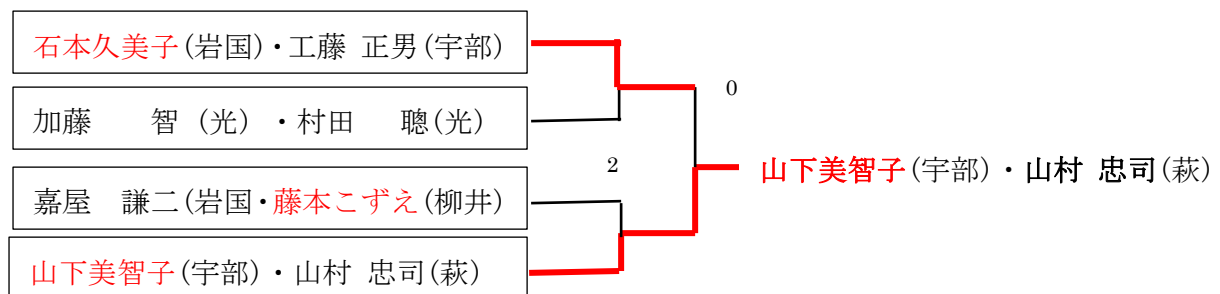 石本久美子(岩国)・工藤 正男(宇部)
0
加藤　智 (光) ・村田　聰(光)
2
山下美智子(宇部)・山村 忠司(萩)
嘉屋　謙二(岩国・藤本こずえ(柳井)
山下美智子(宇部)・山村 忠司(萩)